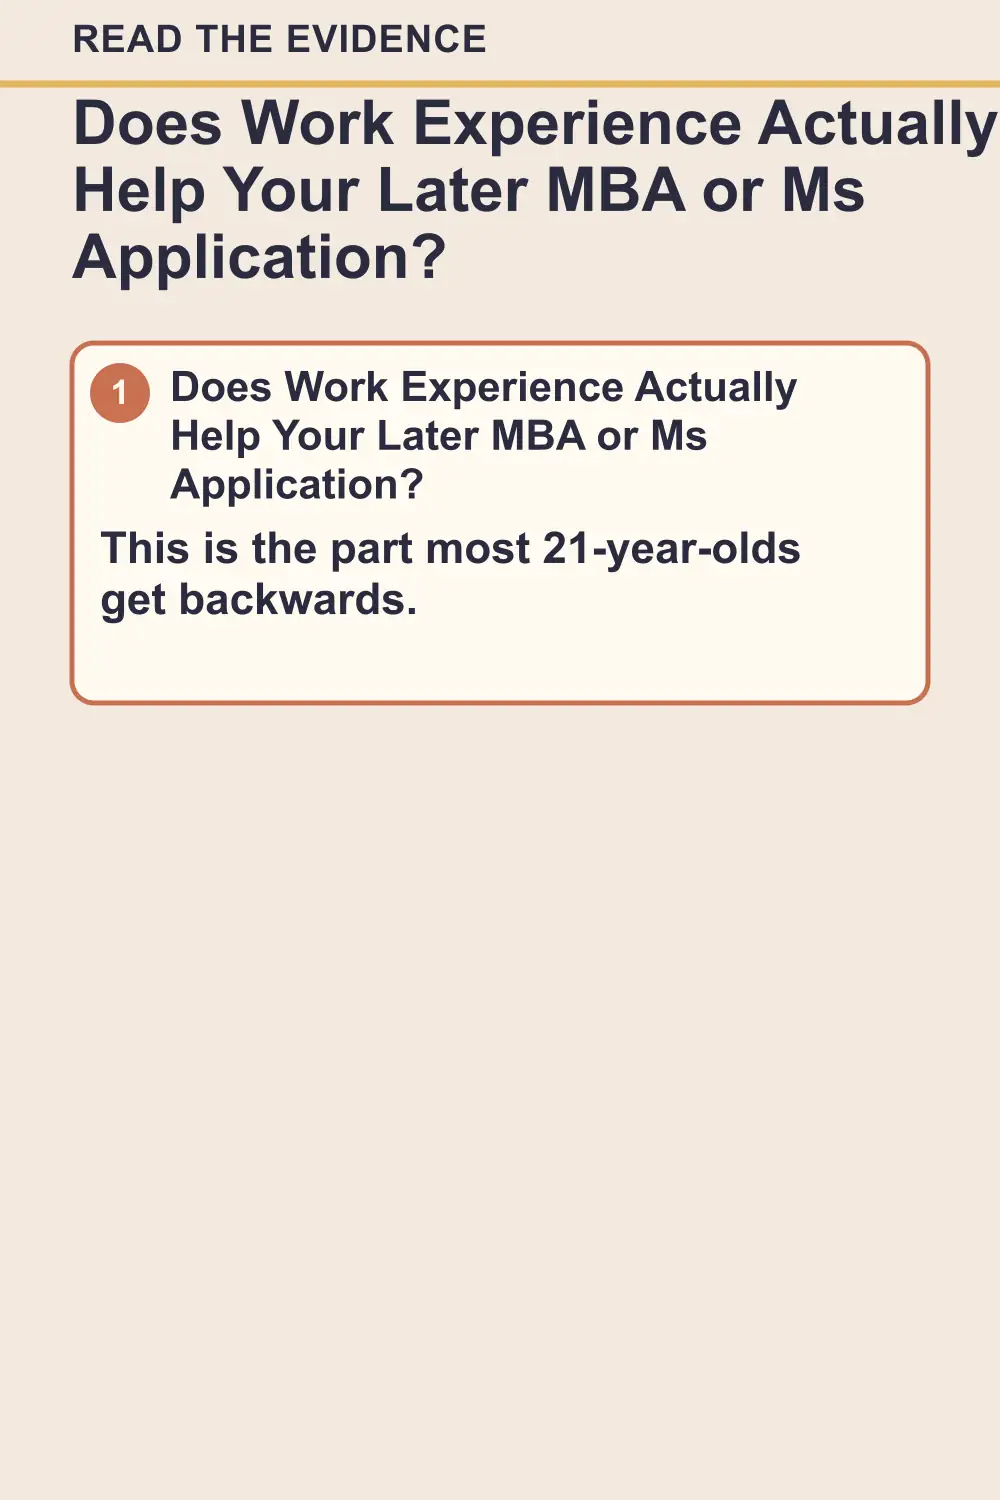 READ THE EVIDENCE
Does Work Experience Actually
Help Your Later MBA or Ms
Application?
1
Does Work Experience Actually
Help Your Later MBA or Ms
Application?
This is the part most 21-year-olds
get backwards.